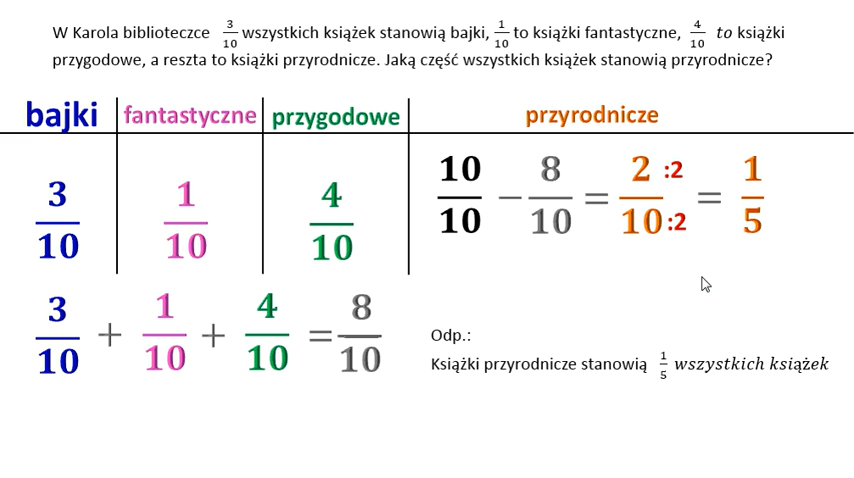 W Karola biblioteczce 3/10 wszystkich książek stanowią bajki, 1/10 to książki fantastyczne, 4/10 to książki
przygodowe, a reszta to książki przyrodnicze. Jaką część wszystkich książek stanowią przyrodnicze?
bajki fantastyczne przygodowe przyrodnicze
3/10 1/10 4/10 10/10 − 8/10 = 2/10 :2 :2 = 1/5
3/10 + 1/10 + 4/10 = 8/10
Odp.:
Książki przyrodnicze stanowią 1/5 wszystkich książek